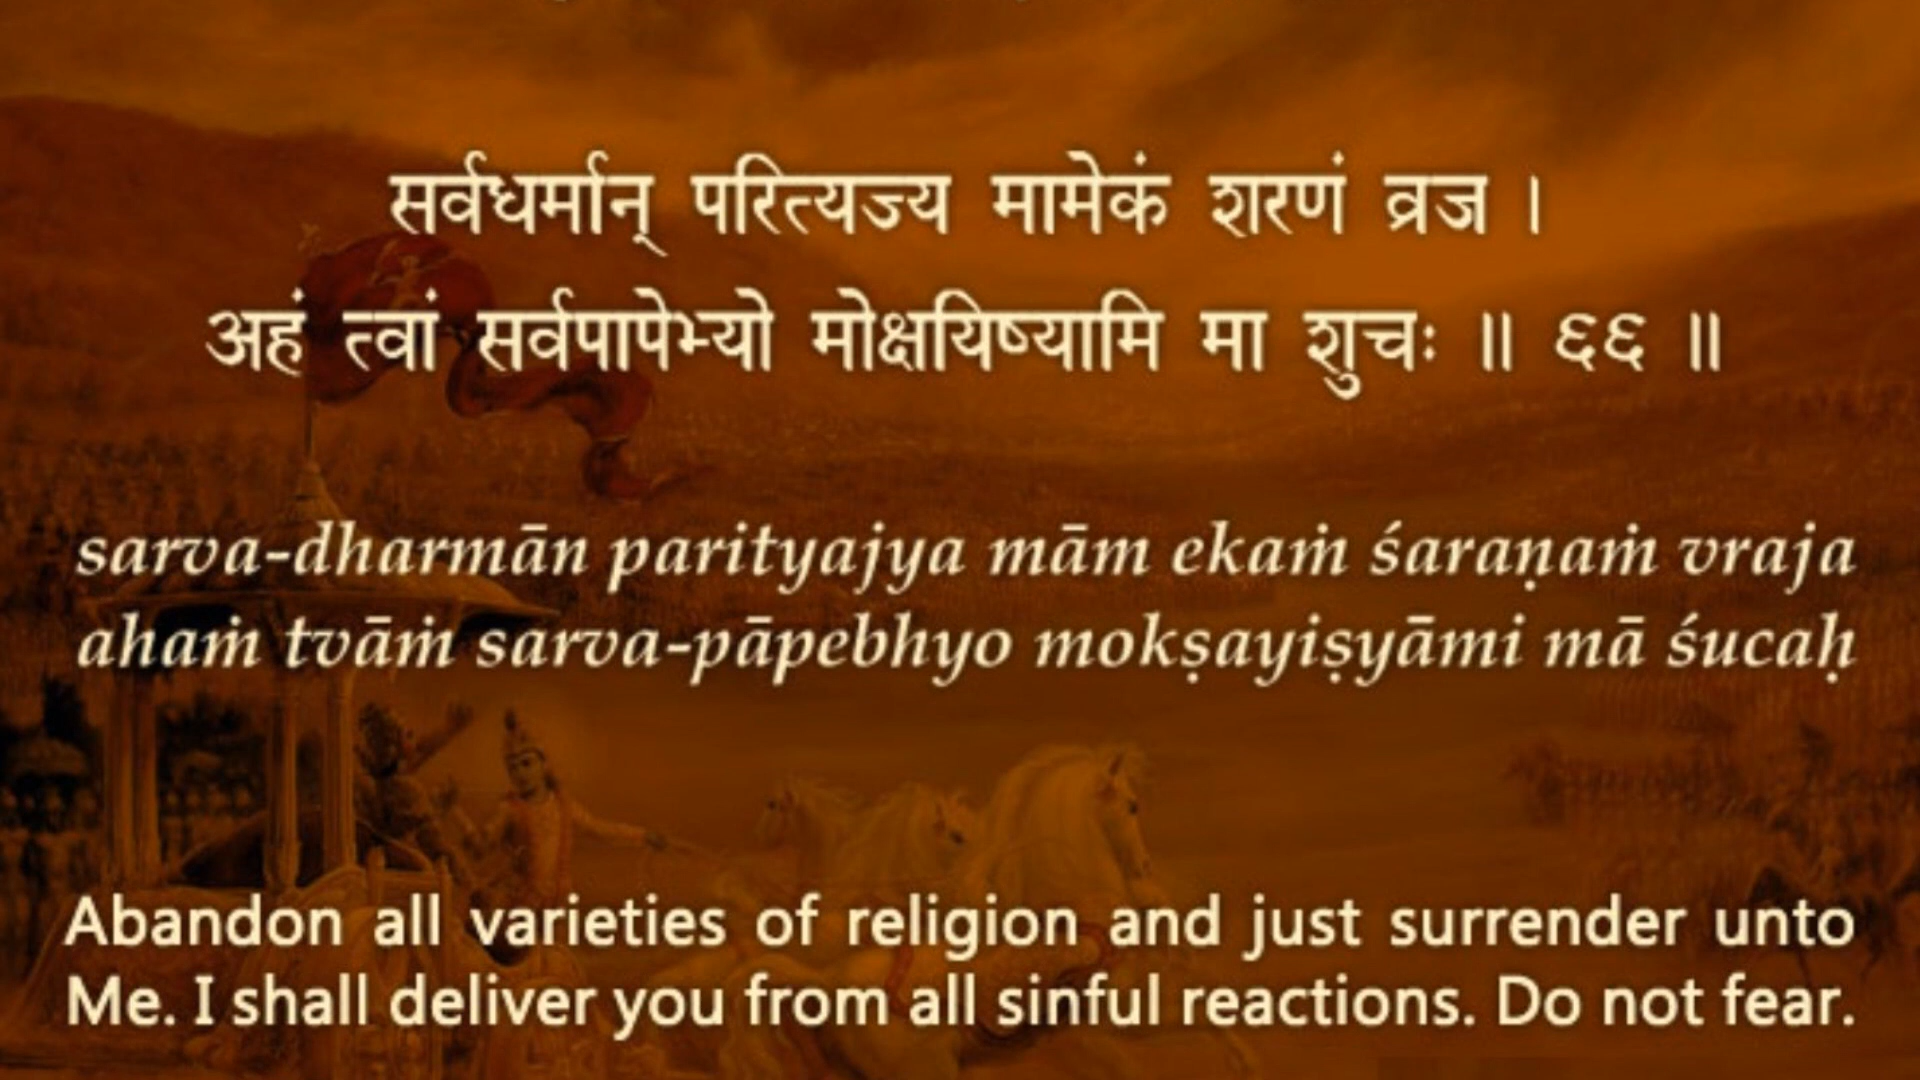 सर्वधर्मान् परित्यज्य मामेकं शरणं व्रज ।
अहं त्वां सर्वपापेभ्यो मोक्षयिष्यामि मा शुचः ॥ ६६ ॥
sarva-dharmān parityajya mām ekaṁ śaraṇaṁ vraja
ahaṁ tvāṁ sarva-pāpebhyo mokṣayiṣyāmi mā śucaḥ
Abandon all varieties of religion and just surrender unto
Me. I shall deliver you from all sinful reactions. Do not fear.